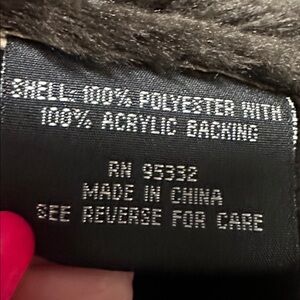 SHELL: 100% POLYESTER WITH
100% ACRYLIC BACKING
RN 95332
MADE IN CHINA
SEE REVERSE FOR CARE